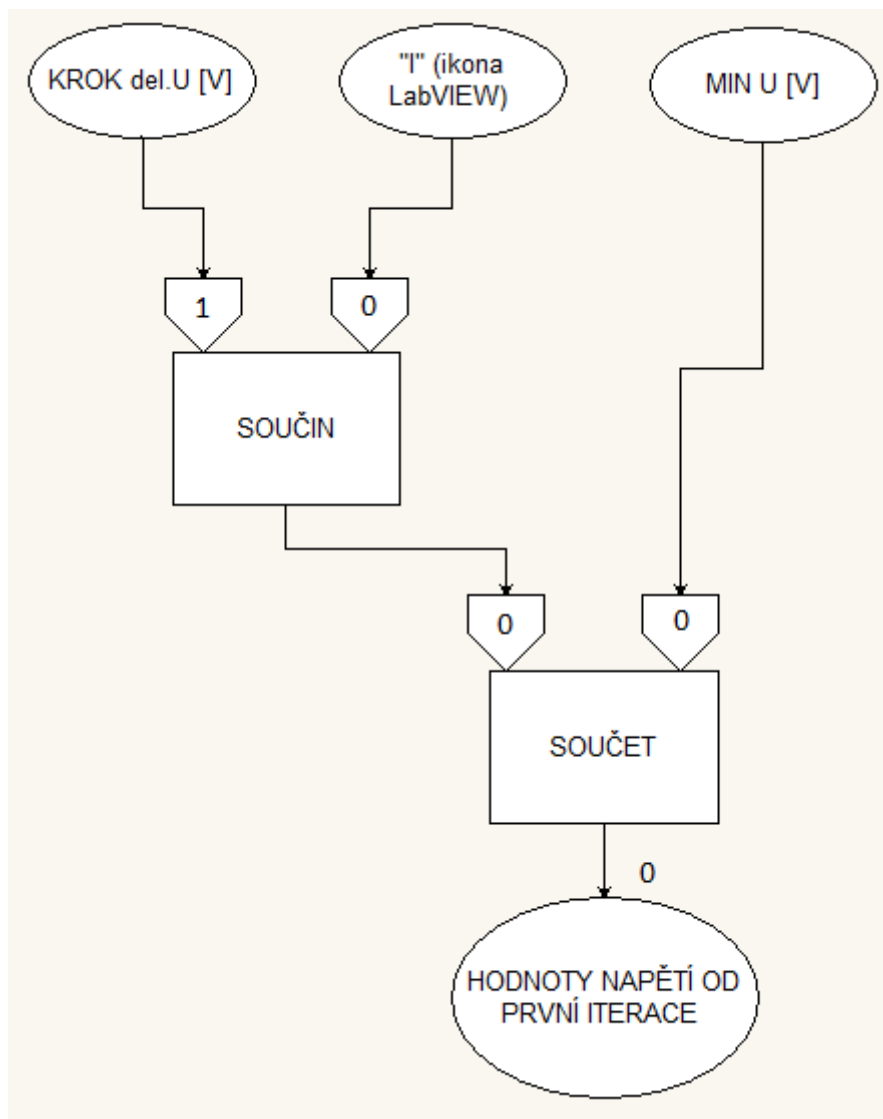 KROK del.U [V]
"I" (ikona
LabVIEW)
MIN U [V]
1
0
SOUČIN
0
0
SOUČET
0
HODNOTY NAPĚTÍ OD
PRVNÍ ITERACE